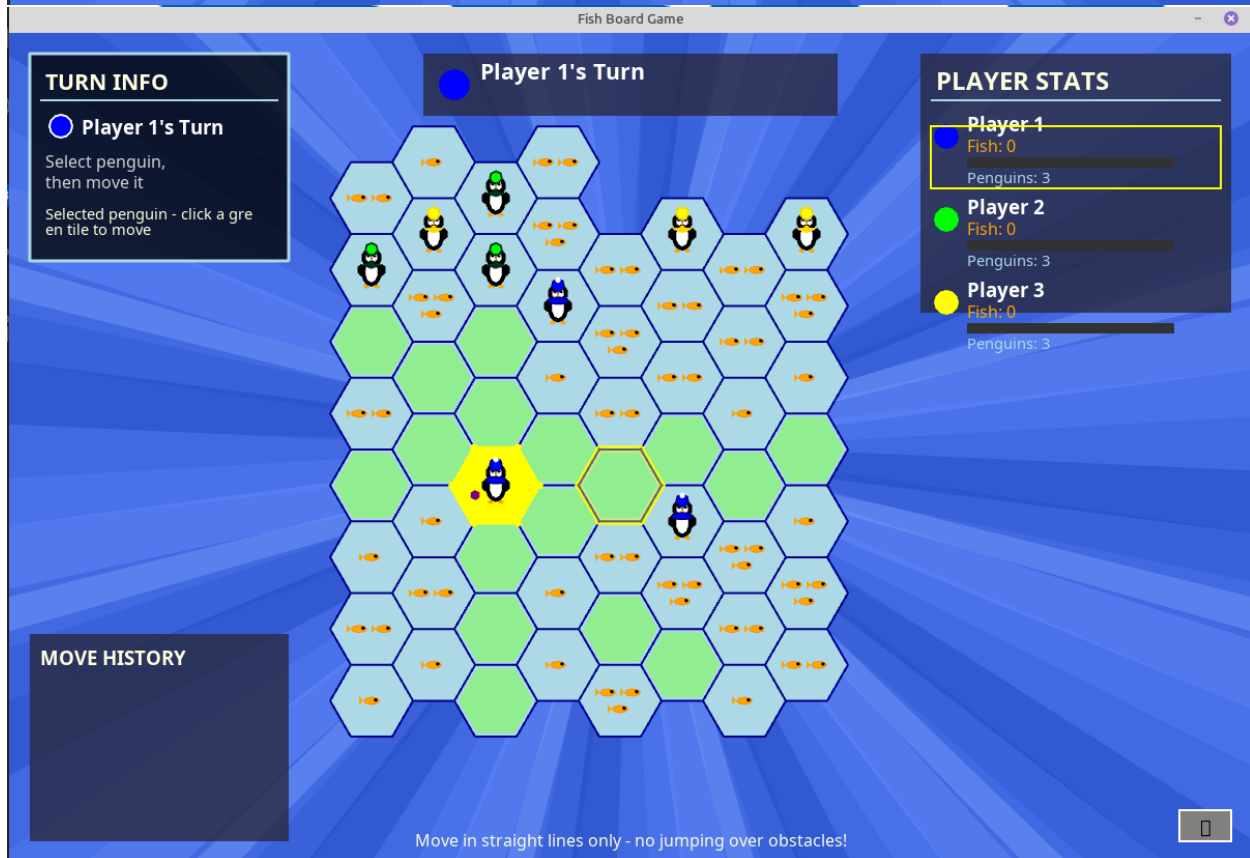 Fish Board Game
TURN INFO
Player 1's Turn
Select penguin,
then move it
Selected penguin - click a gre
en tile to move
Player 1's Turn
PLAYER STATS
Player 1
Fish: 0
Penguins: 3
Player 2
Fish: 0
Penguins: 3
Player 3
Fish: 0
Penguins: 3
MOVE HISTORY
Move in straight lines only - no jumping over obstacles!